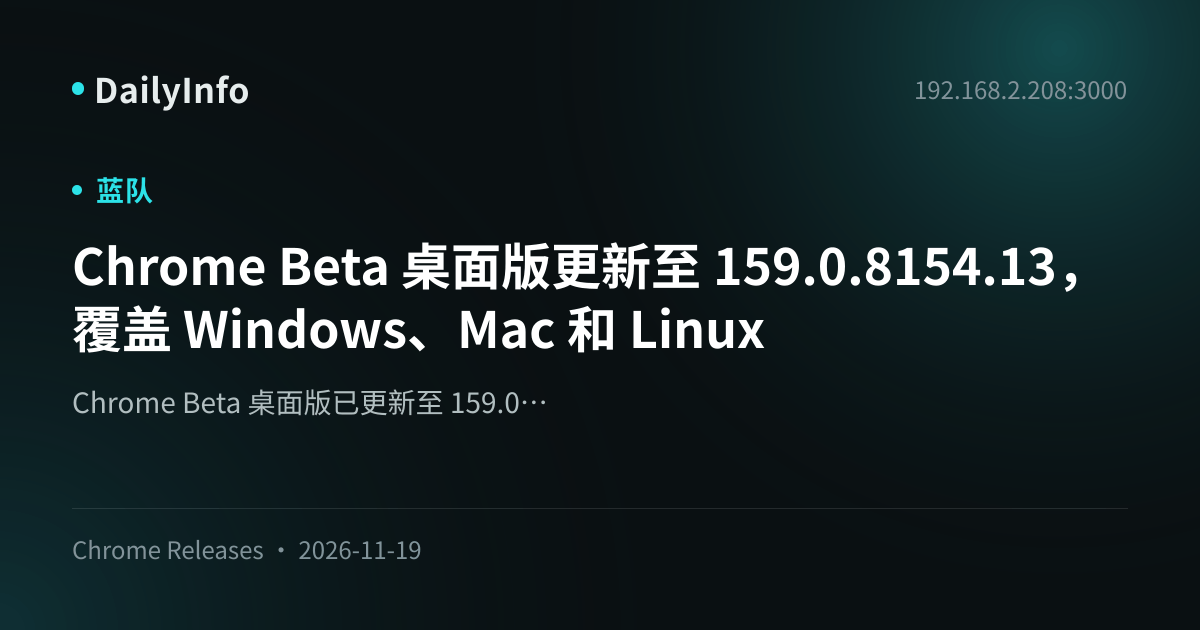 DailyInfo
192.168.2.208:3000
蓝队
Chrome Beta 桌面版更新至 159.0.8154.13，
覆盖 Windows、Mac 和 Linux
Chrome Beta 桌面版已更新至 159.0…
Chrome Releases · 2026-11-19